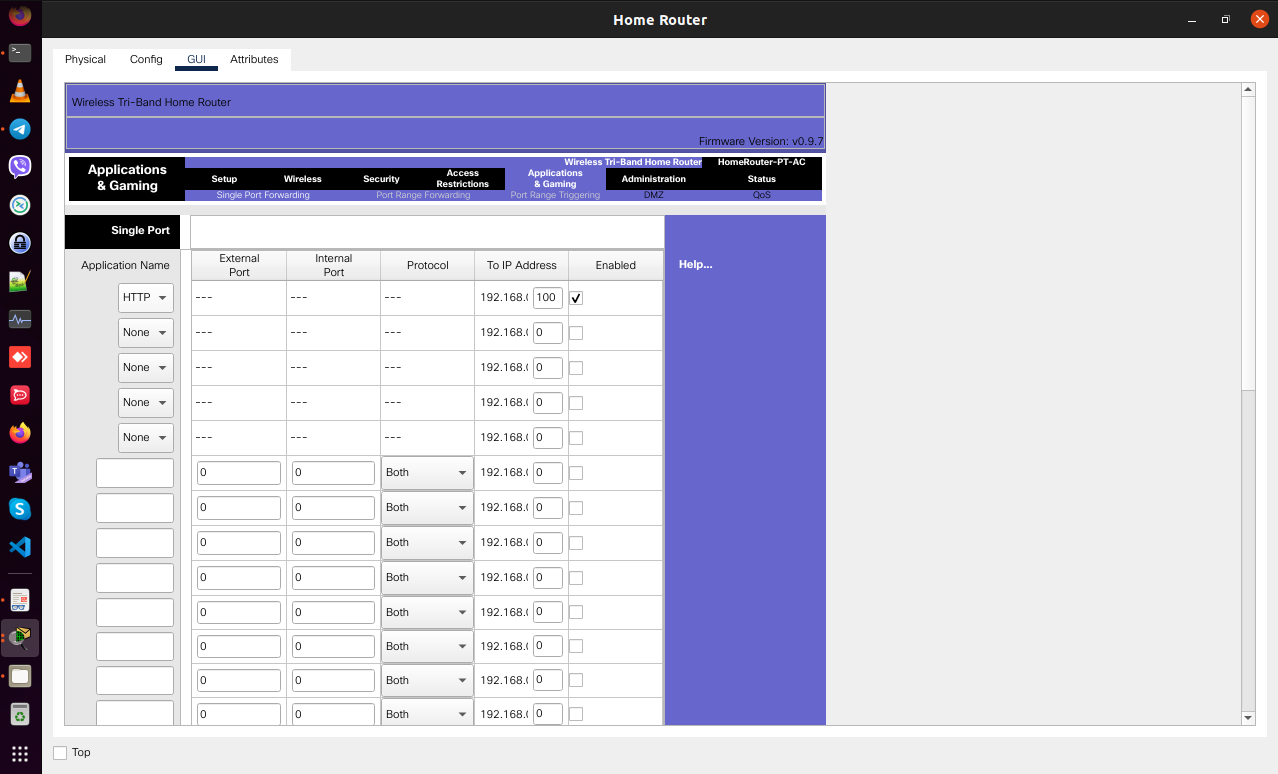 Home Router
Physical Config GUI Attributes
Wireless Tri-Band Home Router
Firmware Version: v0.9.7
Wireless Tri-Band Home Router HomeRouter-PT-AC
Applications
& Gaming
Setup Wireless Security Access
Restrictions Applications
& Gaming Administration Status
Single Port Forwarding Port Range Forwarding Port Range Triggering DMZ QoS
Single Port
Application Name External
Port Internal
Port Protocol To IP Address Enabled
Help...
HTTP --- --- --- 192.168. 100
None --- --- --- 192.168. 0
None --- --- --- 192.168. 0
None --- --- --- 192.168. 0
None --- --- --- 192.168. 0
0 0 Both 192.168. 0
0 0 Both 192.168. 0
0 0 Both 192.168. 0
0 0 Both 192.168. 0
0 0 Both 192.168. 0
0 0 Both 192.168. 0
0 0 Both 192.168. 0
0 0 Both 192.168. 0
Top